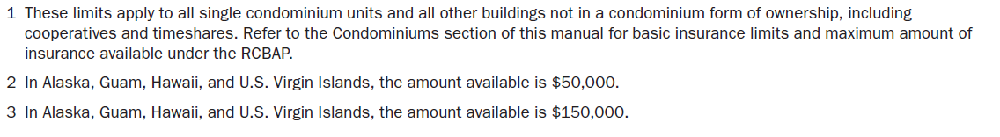 1 These limits apply to all single condominium units and all other buildings not in a condominium form of ownership, including
cooperatives and timeshares. Refer to the Condominiums section of this manual for basic insurance limits and maximum amount of
insurance available under the RCBAP.
2 In Alaska, Guam, Hawaii, and U.S. Virgin Islands, the amount available is $50,000.
3 In Alaska, Guam, Hawaii, and U.S. Virgin Islands, the amount available is $150,000.